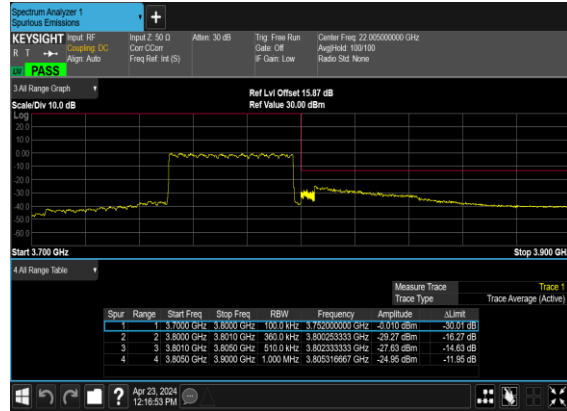 Spectrum Analyzer 1
Spurious Emissions
+
KEYSIGHT Input: RF Input Z: 50 Ω Atten: 30 dB Trig: Free Run Center Freq: 22.005000000 GHz
R T Coupling: DC Corr CCorr Gate: Off Avg|Hold: 100/100
Align: Auto Freq Ref: Int (S) IF Gain: Low Radio Std: None
PASS
3 All Range Graph
Ref Lvl Offset 15.87 dB
Scale/Div 10.0 dB Ref Value 30.00 dBm
Log
20.0
10.0
0.00
-10.0
-20.0
-30.0
-40.0
-50.0
-60.0
Start 3.700 GHz Stop 3.900 GH
4 All Range Table
Measure Trace Trace 1
Trace Type Trace Average (Active)
Spur Range Start Freq Stop Freq RBW Frequency Amplitude ΔLimit
1 1 3.7000 GHz 3.8000 GHz 100.0 kHz 3.752000000 GHz -0.010 dBm -30.01 dB
2 2 3.8000 GHz 3.8010 GHz 360.0 kHz 3.800253333 GHz -29.27 dBm -16.27 dB
3 3 3.8010 GHz 3.8050 GHz 510.0 kHz 3.802333333 GHz -27.63 dBm -14.63 dB
4 4 3.8050 GHz 3.9000 GHz 1.000 MHz 3.805316667 GHz -24.95 dBm -11.95 dB
? Apr 23, 2024
12:16:53 PM